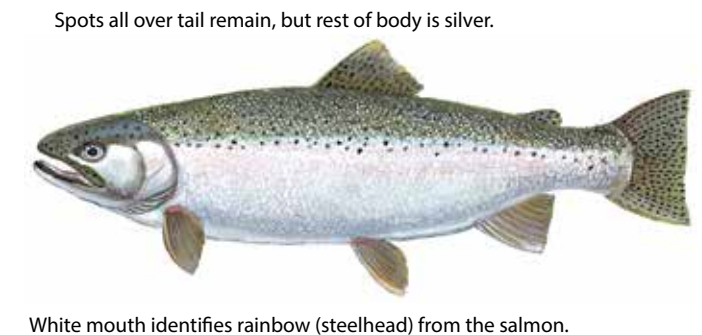 Spots all over tail remain, but rest of body is silver.
White mouth identifies rainbow (steelhead) from the salmon.